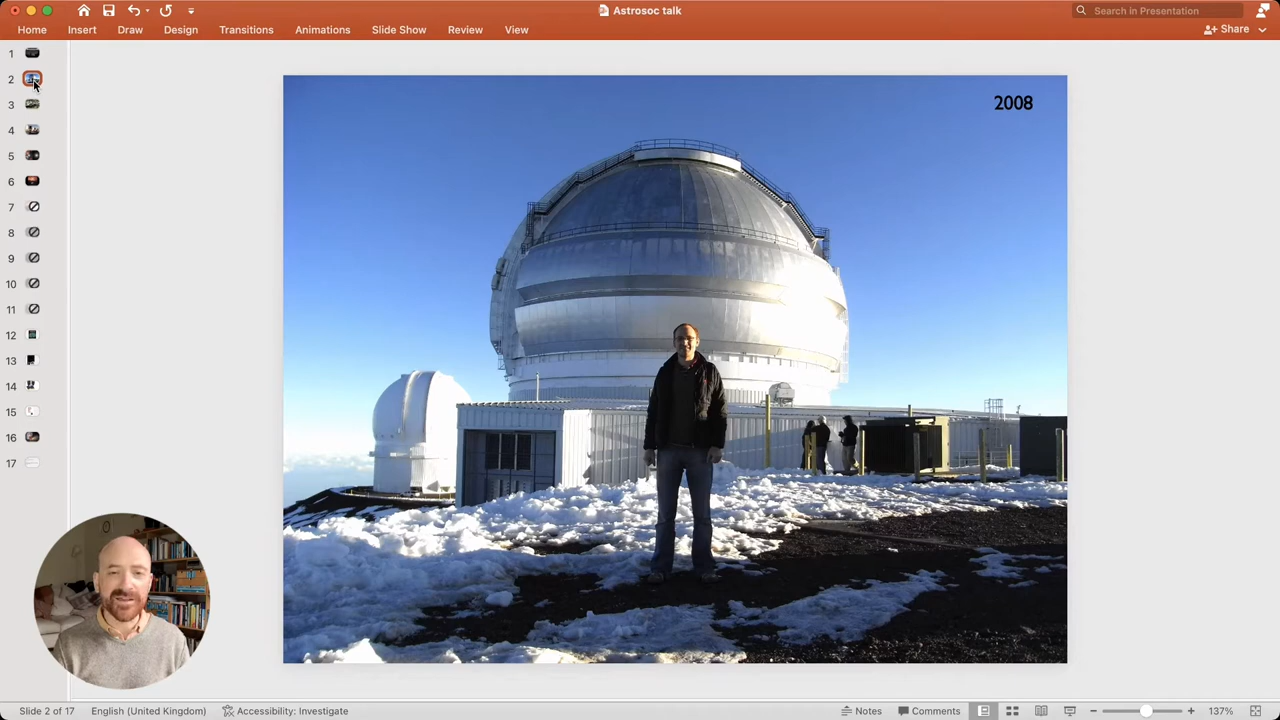 Astrosoc talk
Search in Presentation
Home
Insert
Draw
Design
Transitions
Animations
Slide Show
Review
View
Share
1
2
3
4
5
6
7
8
9
10
11
12
13
14
15
16
17
2008
Slide 2 of 17
English (United Kingdom)
Accessibility: Investigate
Notes
Comments
137%